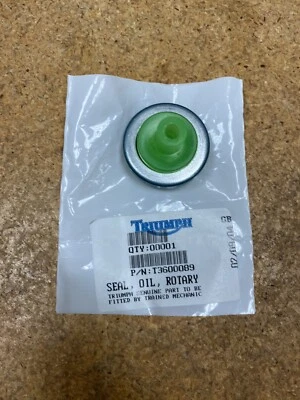 TRIUMPH
QTY:00001
P/N:T3600089
SEAL, OIL, ROTARY
TRIUMPH GENUINE PART TO BE
FITTED BY TRAINED MECHANIC